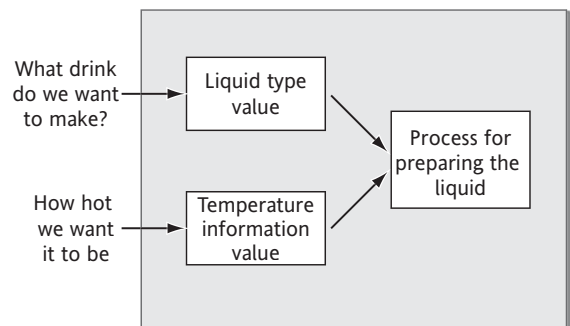 What drink
do we want
to make?
Liquid type
value
Process for
preparing the
liquid
How hot
we want
it to be
Temperature
information
value